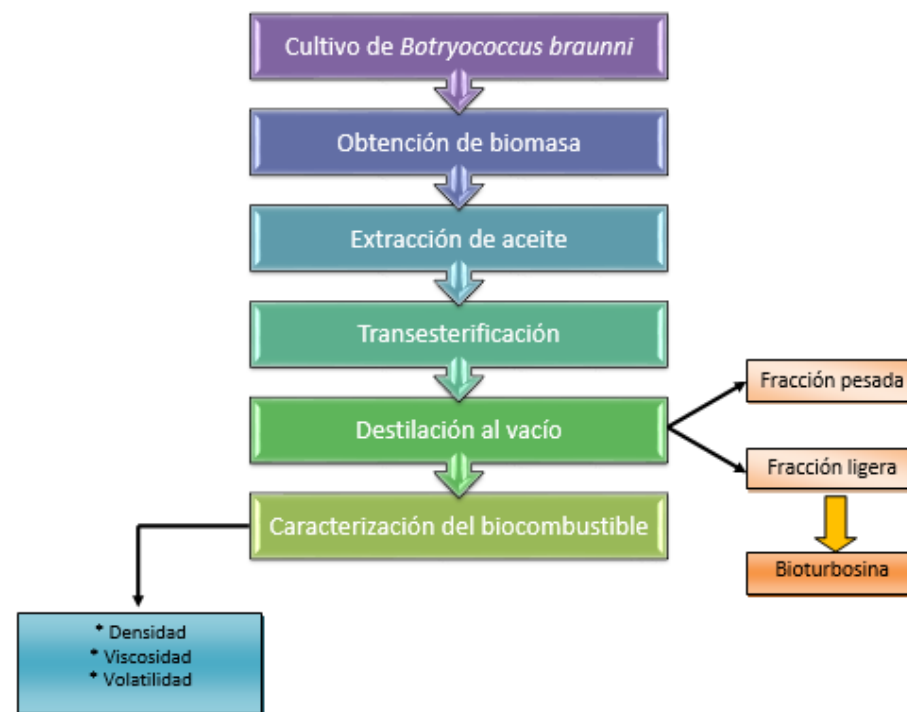 Cultivo de Botryococcus braunni
Obtención de biomasa
Extracción de aceite
Transesterificación
Destilación al vacío
Fracción pesada
Fracción ligera
Bioturbosina
Caracterización del biocombustible
* Densidad
* Viscosidad
* Volatilidad